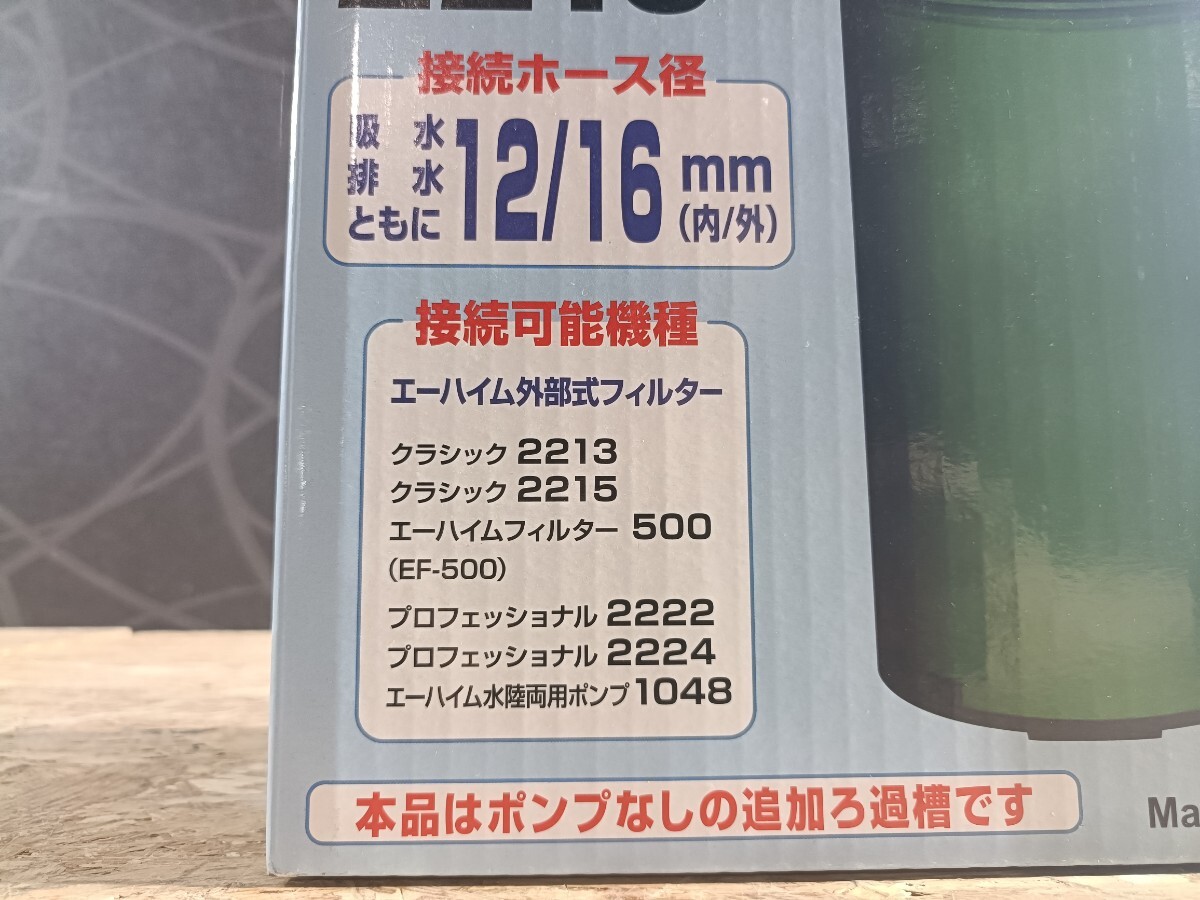 接続ホース径
吸 水
排 水
ともに
12/16 mm
(内/外)
接続可能機種
エーハイム外部式フィルター
クラシック 2213
クラシック 2215
エーハイムフィルター 500
(EF-500)
プロフェッショナル 2222
プロフェッショナル 2224
エーハイム水陸両用ポンプ 1048
本品はポンプなしの追加ろ過槽です
Ma